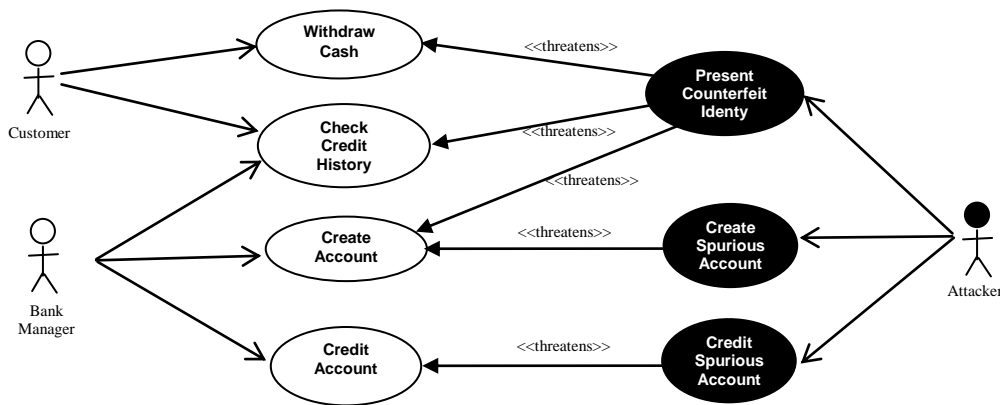 Withdraw
Cash
<<threatens>>
Present
Counterfeit
Identy
Customer
Check
Credit
History
<<threatens>>
<<threatens>>
Create
Account
<<threatens>>
Create
Spurious
Account
Bank
Manager
Attacker
Credit
Account
<<threatens>>
Credit
Spurious
Account